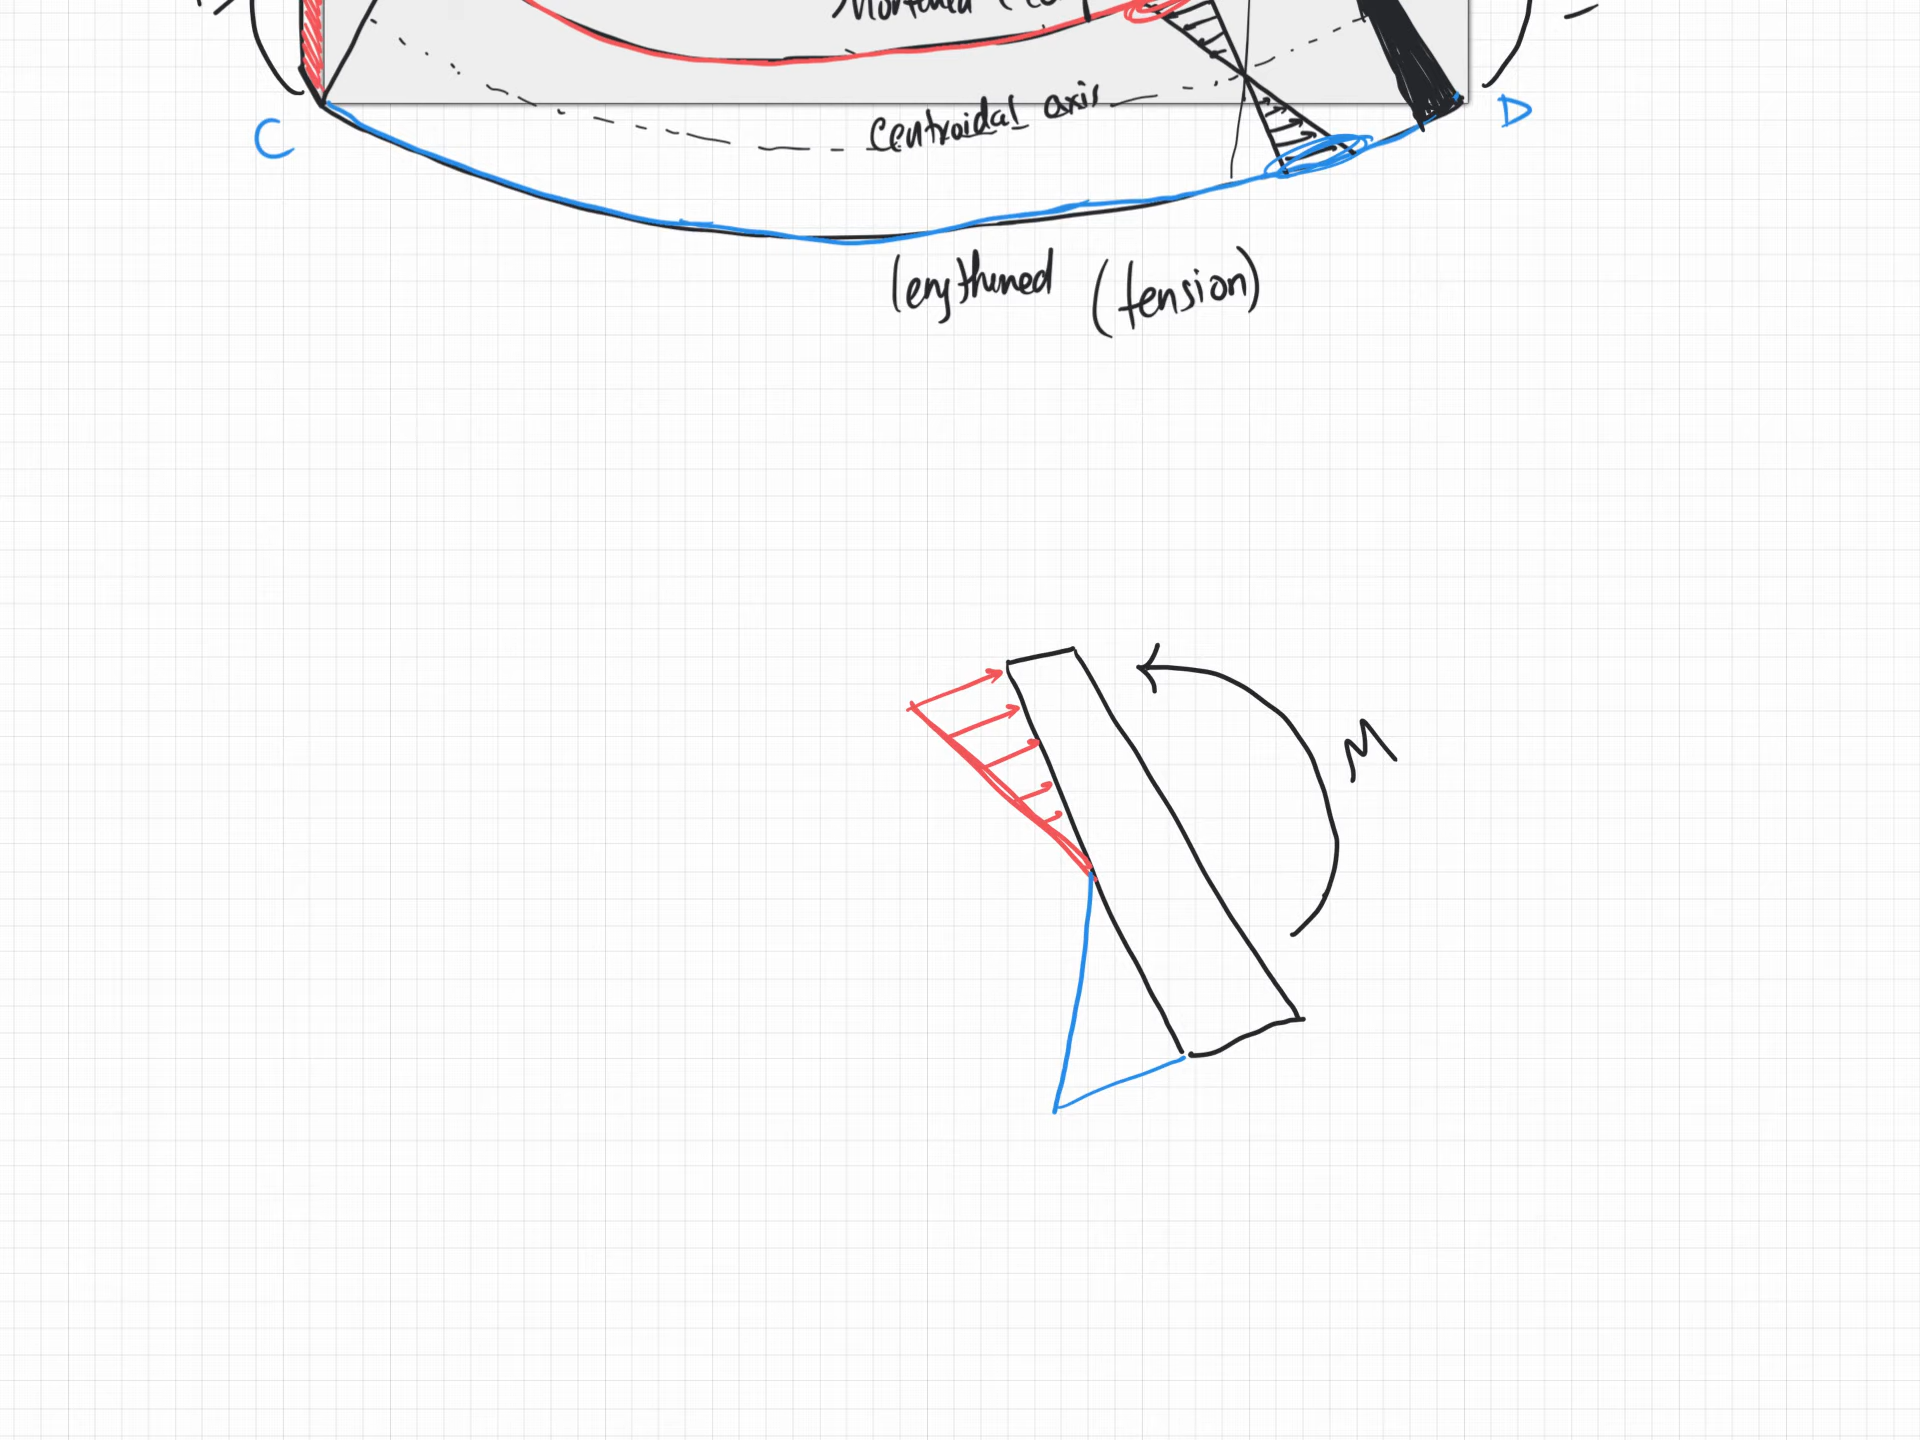 Centroidal axis
C
D
lengthened (tension)
M